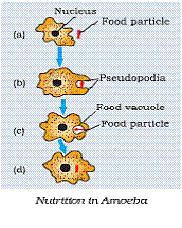 Nucleus
Food particle
(a)
(b)
Pseudopodia
Food vacuole
(c)
Food particle
(d)
Nutrition in Amoeba